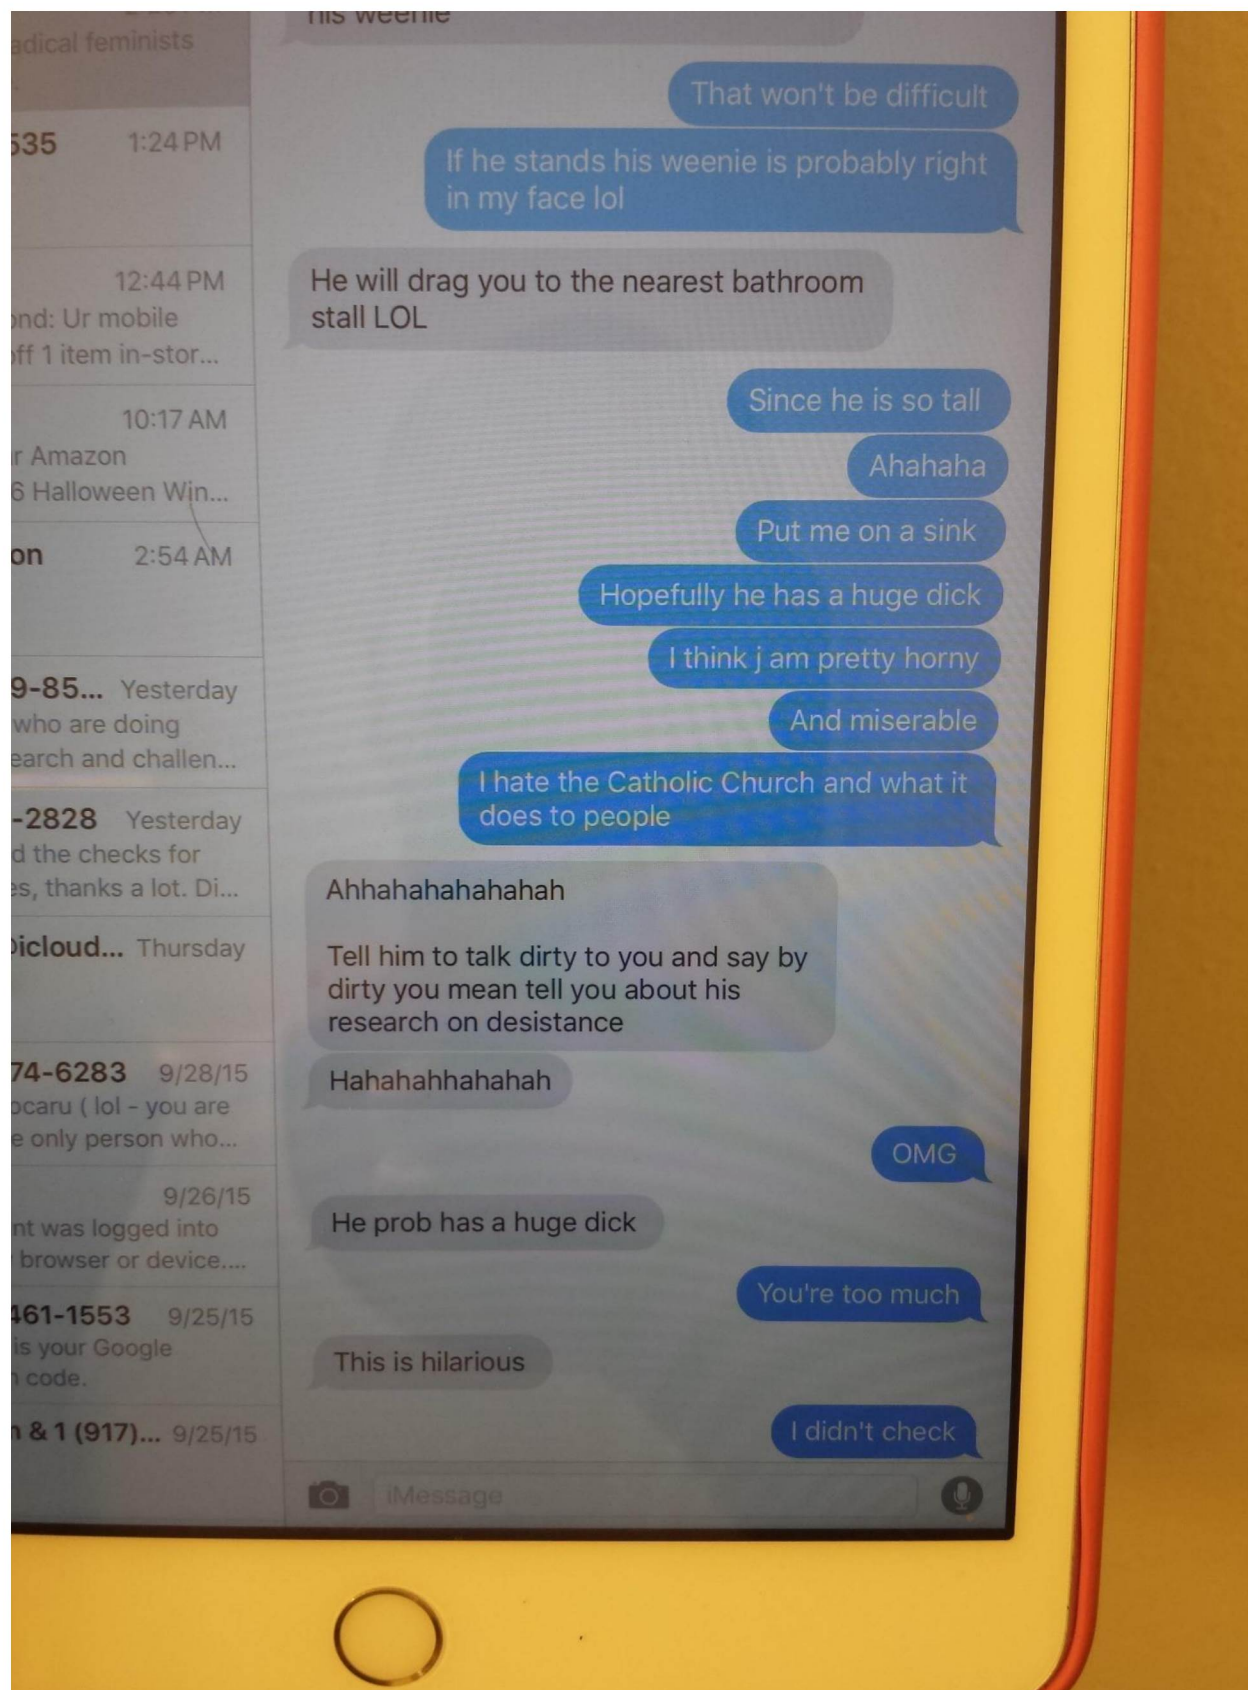 adical feminists
535 1:24 PM
12:44 PM
ond: Ur mobile
off 1 item in-stor...
10:17 AM
r Amazon
6 Halloween Win...
on 2:54 AM
9-85... Yesterday
who are doing
earch and challen...
-2828 Yesterday
d the checks for
es, thanks a lot. Di...
icloud... Thursday
74-6283 9/28/15
ocaru ( lol - you are
e only person who...
9/26/15
nt was logged into
browser or device....
461-1553 9/25/15
is your Google
n code.
n & 1 (917)... 9/25/15
his weenie
That won't be difficult
If he stands his weenie is probably right
in my face lol
He will drag you to the nearest bathroom
stall LOL
Since he is so tall
Ahahaha
Put me on a sink
Hopefully he has a huge dick
I think j am pretty horny
And miserable
I hate the Catholic Church and what it
does to people
Ahhahahahahahah
Tell him to talk dirty to you and say by
dirty you mean tell you about his
research on desistance
Hahahahhahahah
OMG
He prob has a huge dick
You're too much
This is hilarious
I didn't check
iMessage